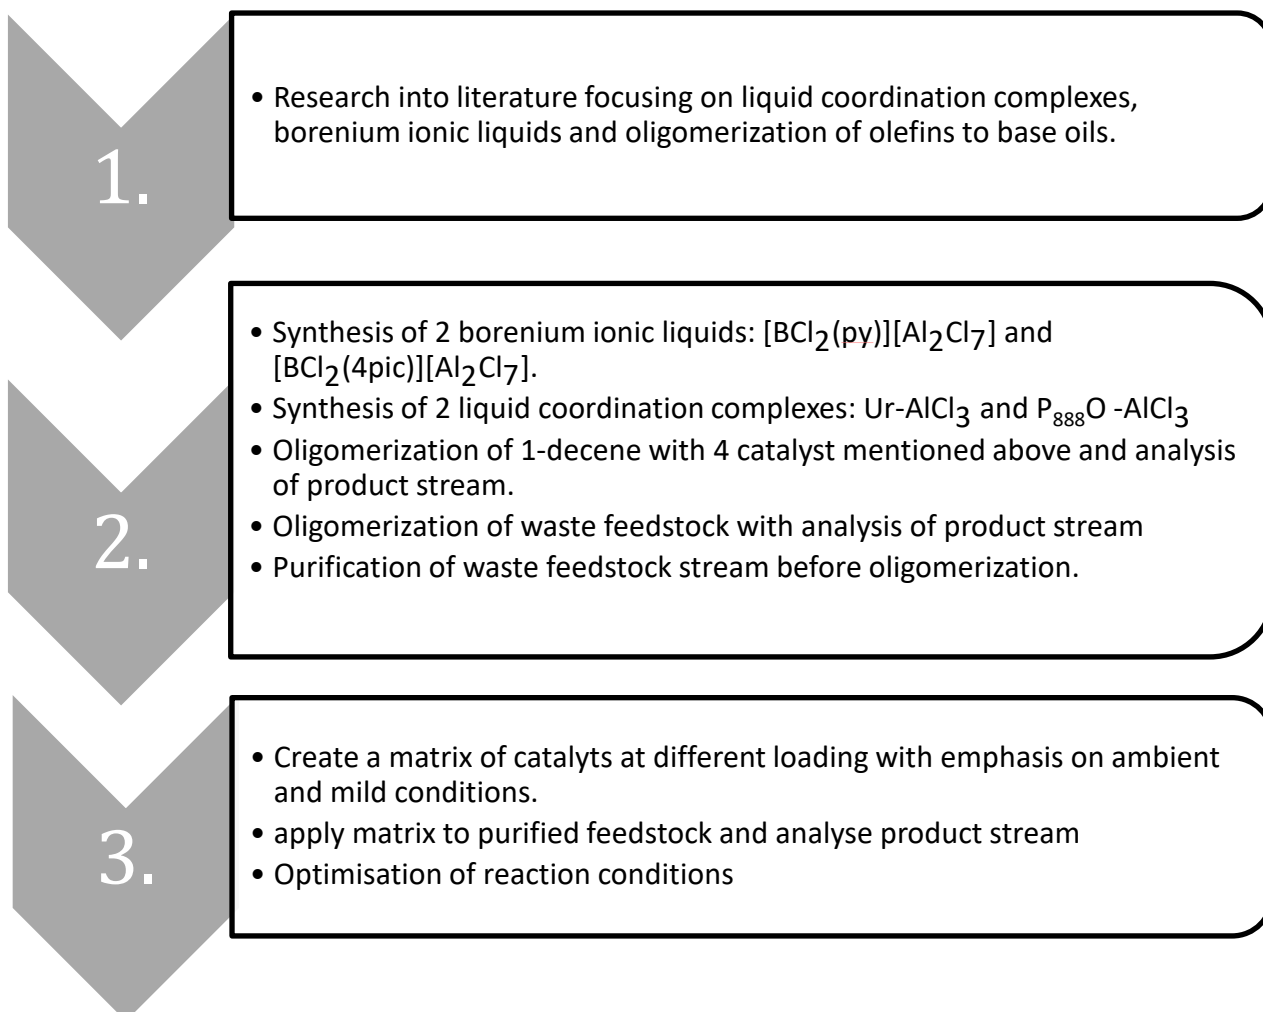 1.
• Research into literature focusing on liquid coordination complexes,
borenium ionic liquids and oligomerization of olefins to base oils.
2.
• Synthesis of 2 borenium ionic liquids: [BCl2(py)][Al2Cl7] and
[BCl2(4pic)][Al2Cl7].
• Synthesis of 2 liquid coordination complexes: Ur-AlCl3 and P888O -AlCl3
• Oligomerization of 1-decene with 4 catalyst mentioned above and analysis
of product stream.
• Oligomerization of waste feedstock with analysis of product stream
• Purification of waste feedstock stream before oligomerization.
3.
• Create a matrix of catalyts at different loading with emphasis on ambient
and mild conditions.
• apply matrix to purified feedstock and analyse product stream
• Optimisation of reaction conditions